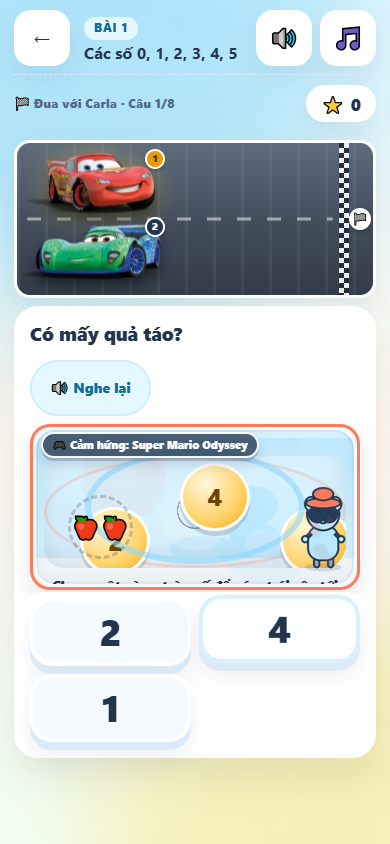 ←
BÀI 1
Các số 0, 1, 2, 3, 4, 5
Đua với Carla · Câu 1/8
0
1
2
Có mấy quả táo?
Nghe lại
Cảm hứng: Super Mario Odyssey
4
2
2
4
1